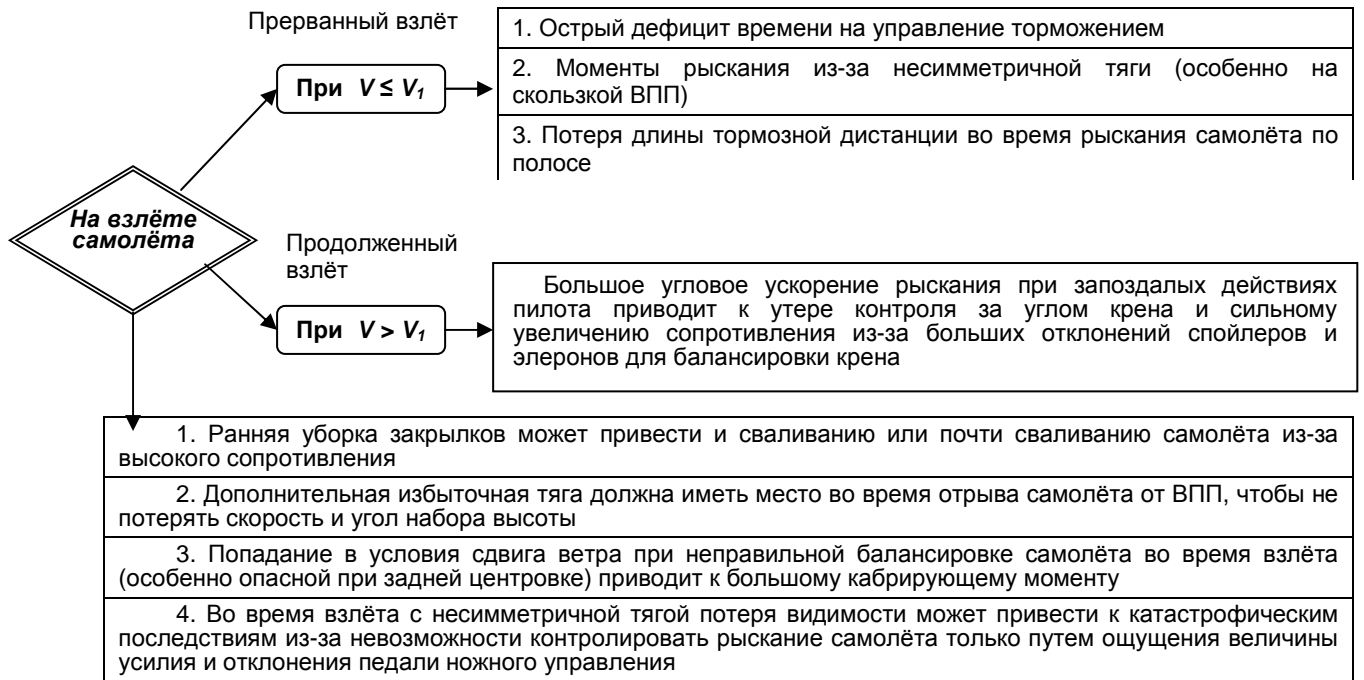 Прерванный взлёт
При V ≤ V₁
1. Острый дефицит времени на управление торможением
2. Моменты рыскания из-за несимметричной тяги (особенно на
скользкой ВПП)
3. Потеря длины тормозной дистанции во время рыскания самолёта по
полосе
На взлёте
самолёта
Продолженный
взлёт
При V > V₁
Большое угловое ускорение рыскания при запоздалых действиях
пилота приводит к утере контроля за углом крена и сильному
увеличению сопротивления из-за больших отклонений спойлеров и
элеронов для балансировки крена
1. Ранняя уборка закрылков может привести и сваливанию или почти сваливанию самолёта из-за
высокого сопротивления
2. Дополнительная избыточная тяга должна иметь место во время отрыва самолёта от ВПП, чтобы не
потерять скорость и угол набора высоты
3. Попадание в условия сдвига ветра при неправильной балансировке самолёта во время взлёта
(особенно опасной при задней центровке) приводит к большому кабрирующему моменту
4. Во время взлёта с несимметричной тягой потеря видимости может привести к катастрофическим
последствиям из-за невозможности контролировать рыскание самолёта только путем ощущения величины
усилия и отклонения педали ножного управления